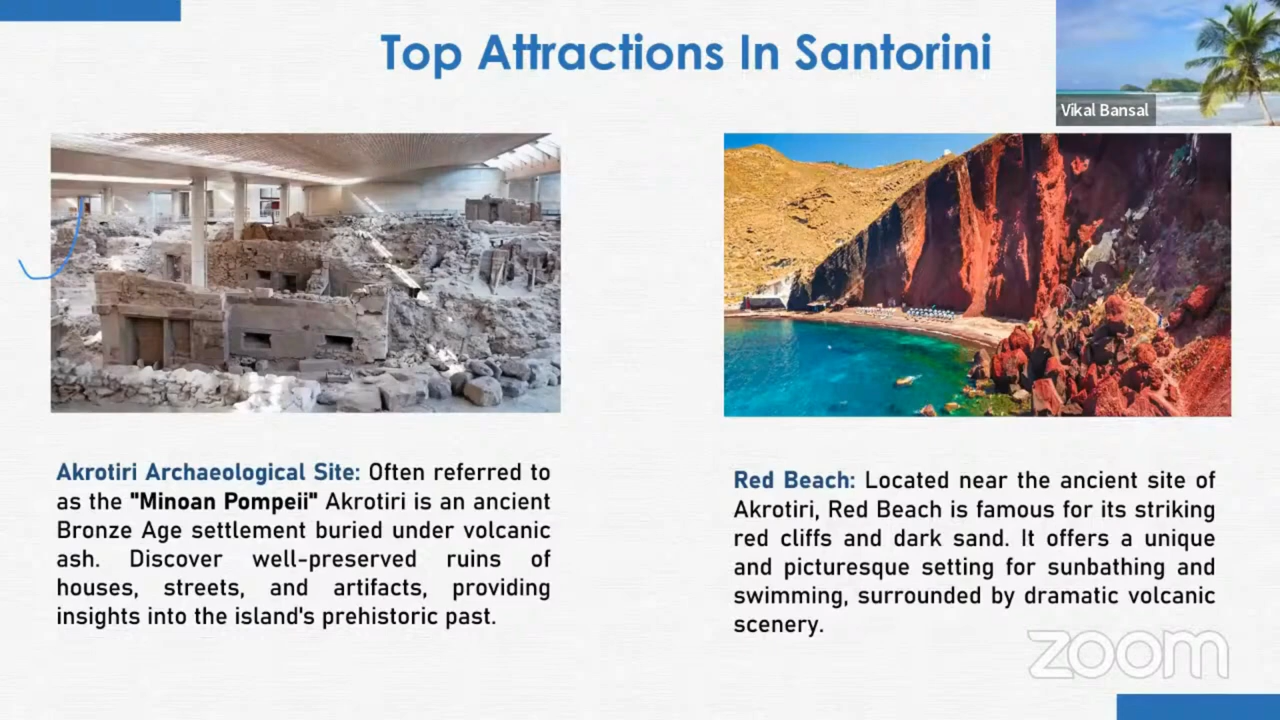 Top Attractions In Santorini
Vikal Bansal
Akrotiri Archaeological Site: Often referred to
as the "Minoan Pompeii" Akrotiri is an ancient
Bronze Age settlement buried under volcanic
ash. Discover well-preserved ruins of
houses, streets, and artifacts, providing
insights into the island's prehistoric past.
Red Beach: Located near the ancient site of
Akrotiri, Red Beach is famous for its striking
red cliffs and dark sand. It offers a unique
and picturesque setting for sunbathing and
swimming, surrounded by dramatic volcanic
scenery.
zoom